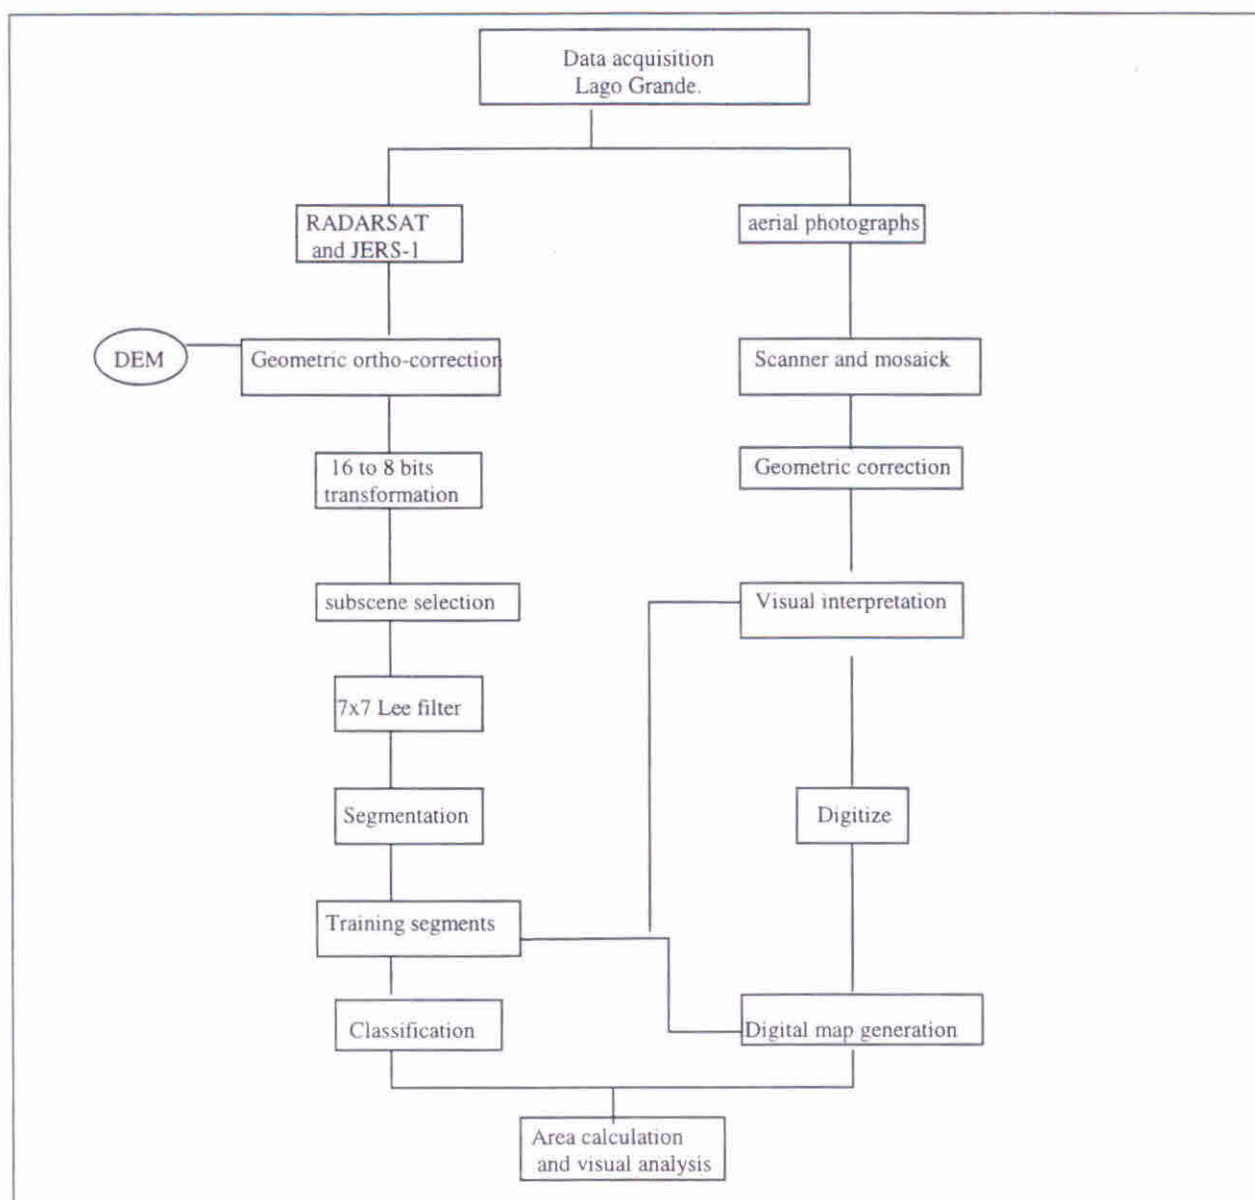 Data acquisition
Lago Grande.
RADARSAT
and JERS-1
aerial photographs
DEM
Geometric ortho-correction
Scanner and mosaick
16 to 8 bits
transformation
Geometric correction
subscene selection
Visual interpretation
7x7 Lee filter
Segmentation
Digitize
Training segments
Classification
Digital map generation
Area calculation
and visual analysis